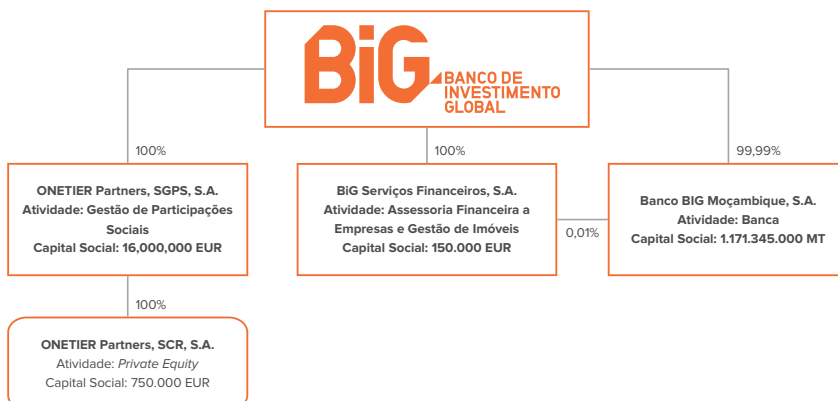 BiG
BANCO DE
INVESTIMENTO
GLOBAL
100%
100%
99,99%
ONETIER Partners, SGPS, S.A.
Atividade: Gestão de Participações
Sociais
Capital Social: 16,000,000 EUR
BiG Serviços Financeiros, S.A.
Atividade: Assessoria Financeira a
Empresas e Gestão de Imóveis
Capital Social: 150.000 EUR
0,01%
Banco BIG Moçambique, S.A.
Atividade: Banca
Capital Social: 1.171.345.000 MT
100%
ONETIER Partners, SCR, S.A.
Atividade: Private Equity
Capital Social: 750.000 EUR